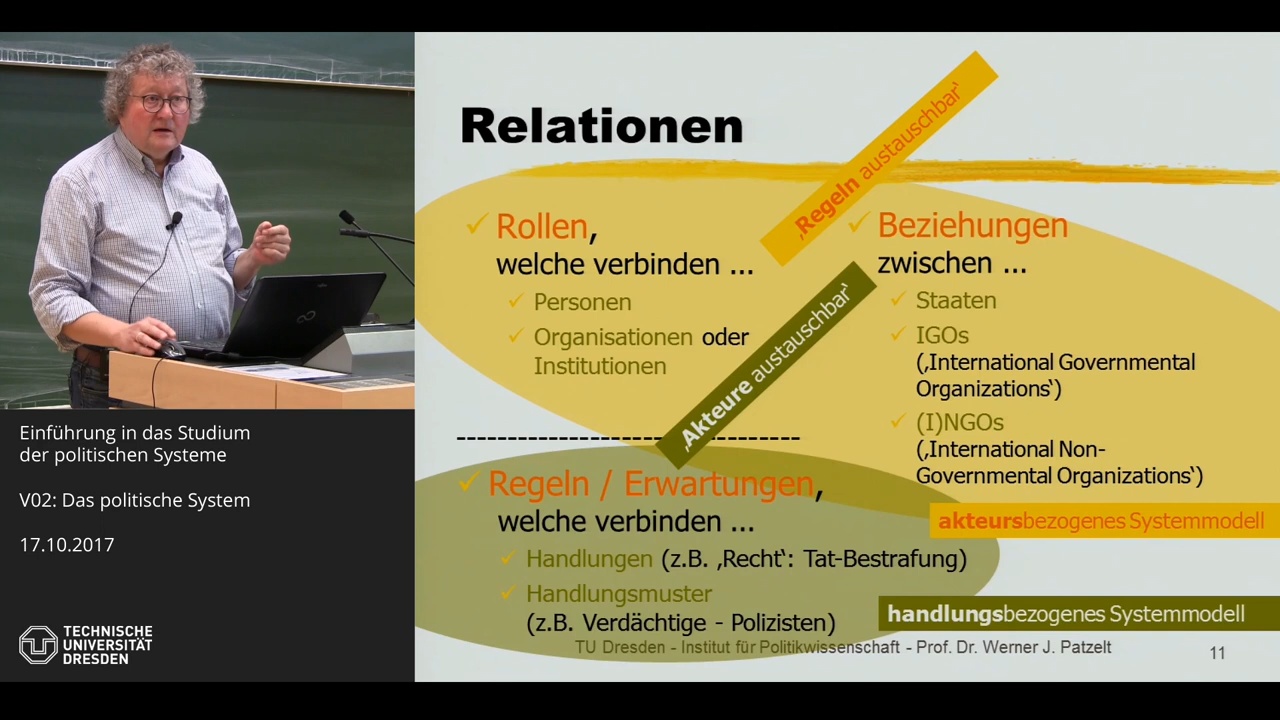 Relationen
‚Regeln austauschbar‘
Rollen,
welche verbinden ...
Personen
Organisationen oder
Institutionen
‚Akteure austauschbar‘
Beziehungen
zwischen ...
Staaten
IGOs
(‚International Governmental
Organizations‘)
(I)NGOs
(‚International Non-
Governmental Organizations‘)
akteursbezogenes Systemmodell
---------------------------------
Regeln / Erwartungen,
welche verbinden ...
Handlungen (z.B. ‚Recht‘: Tat-Bestrafung)
Handlungsmuster
(z.B. Verdächtige - Polizisten)
handlungsbezogenes Systemmodell
TU Dresden - Institut für Politikwissenschaft - Prof. Dr. Werner J. Patzelt
11
Einführung in das Studium
der politischen Systeme
V02: Das politische System
17.10.2017
TECHNISCHE
UNIVERSITÄT
DRESDEN